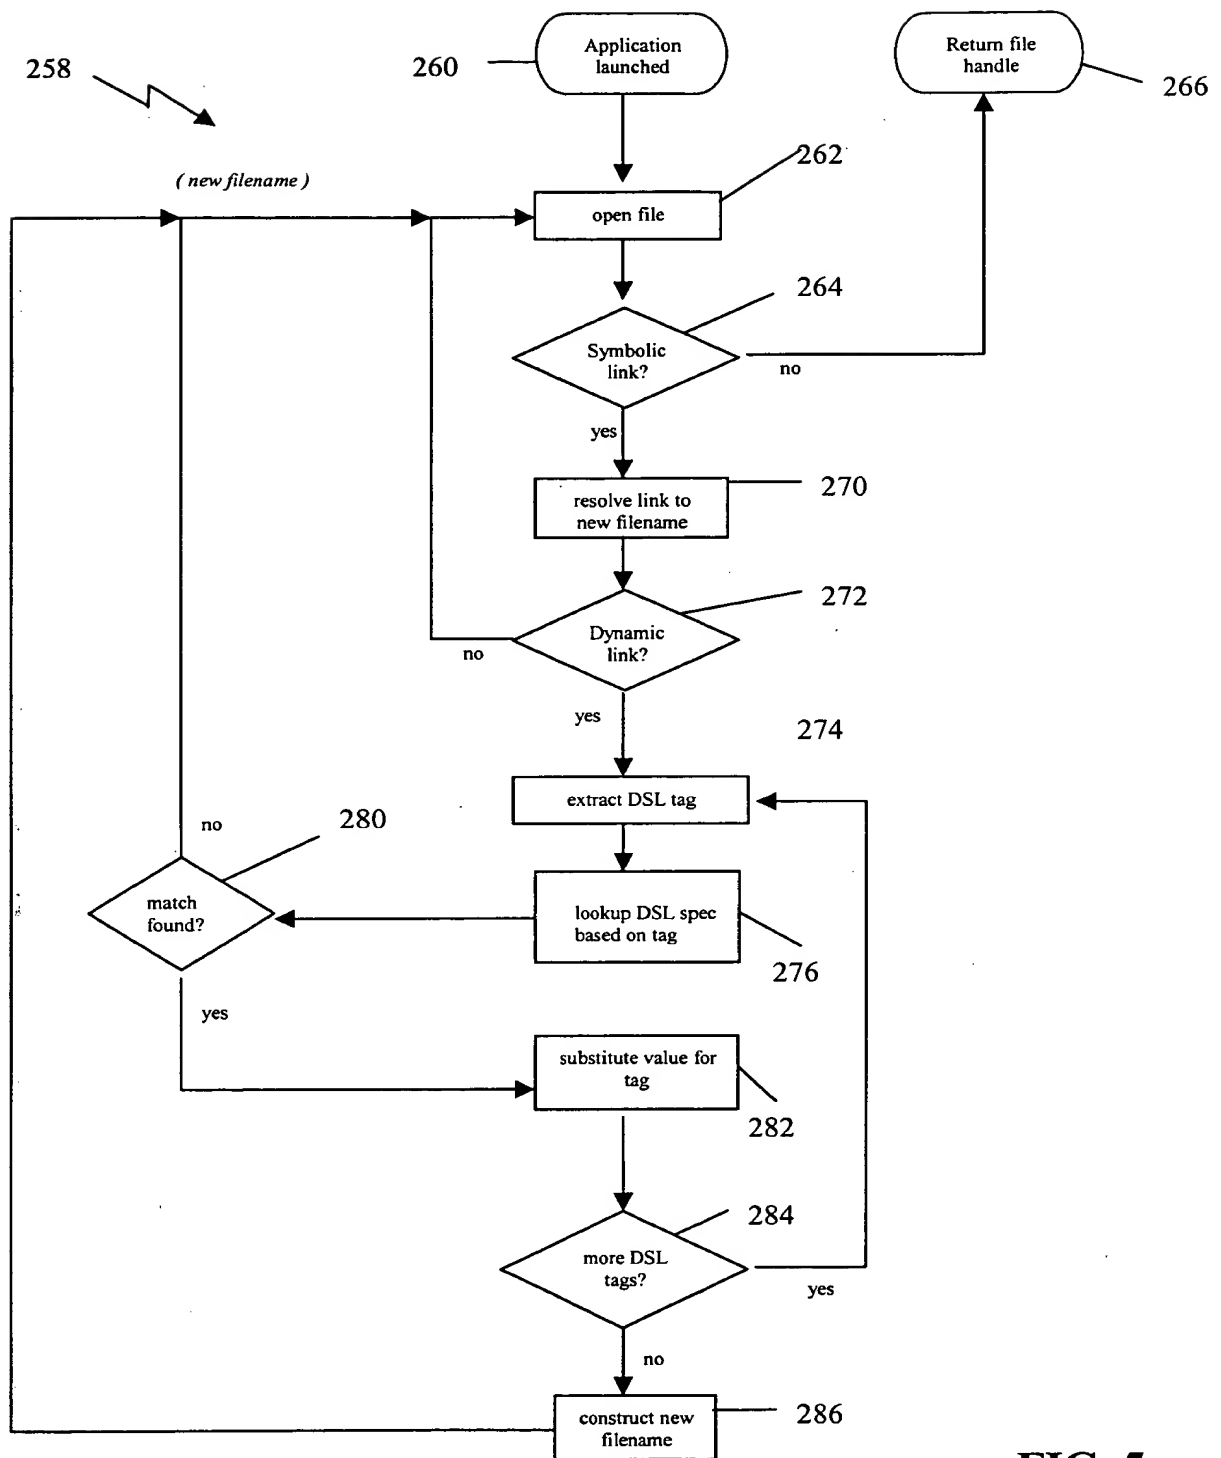 258
260
Application
launched
Return file
handle
266
262
( new filename )
open file
264
Symbolic
link?
no
yes
270
resolve link to
new filename
272
Dynamic
link?
no
yes
274
extract DSL tag
no
280
match
found?
lookup DSL spec
based on tag
276
yes
substitute value for
tag
282
284
more DSL
tags?
yes
no
construct new
filename
286